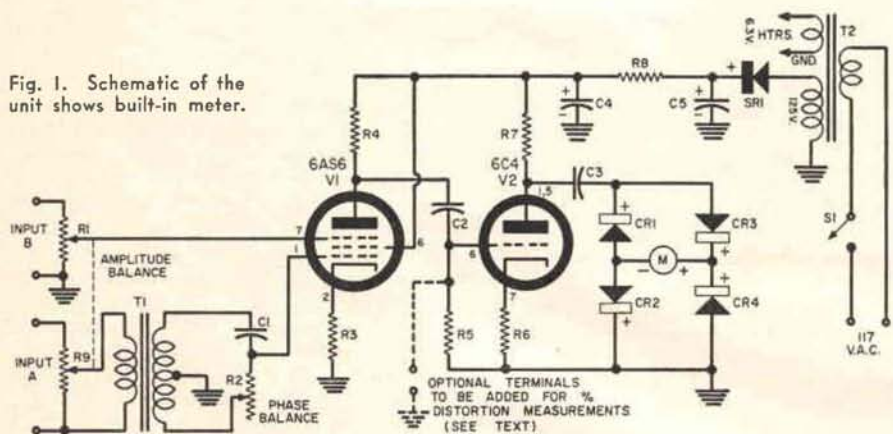 Fig. 1. Schematic of the
unit shows built-in meter.
6.3V.
HTRS.
GND.
T2
125V.
SR1
+
R8
+
C4
-
+
C5
-
R4
R7
6AS6
V1
6C4
V2
1,5
C3
C2
7
1
6
2
6
7
INPUT
B
R1
AMPLITUDE
BALANCE
T1
C1
INPUT
A
R9
R2
PHASE
BALANCE
R3
R5
R6
+
CR1
CR3
+
- M +
CR2
+
CR4
+
S1
117
V.A.C.
OPTIONAL TERMINALS
TO BE ADDED FOR %
DISTORTION MEASUREMENTS
(SEE TEXT)